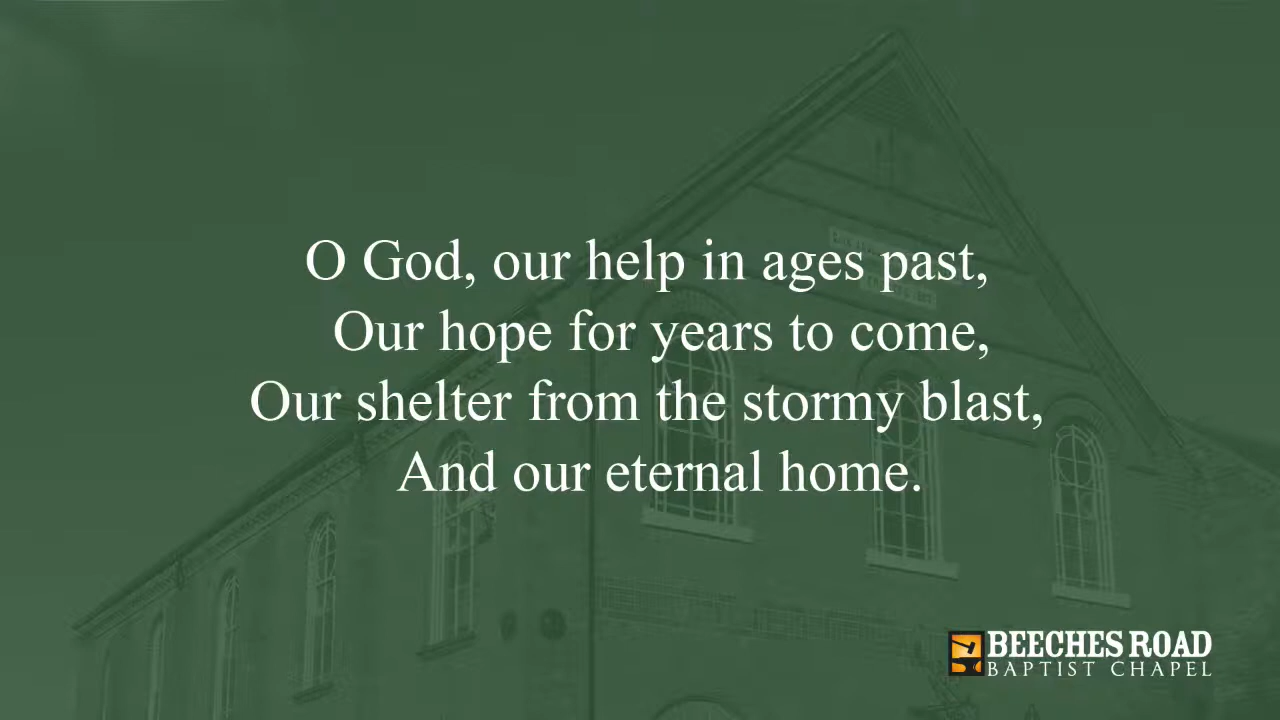 O God, our help in ages past,
Our hope for years to come,
Our shelter from the stormy blast,
And our eternal home.
BEECHES ROAD
BAPTIST CHAPEL